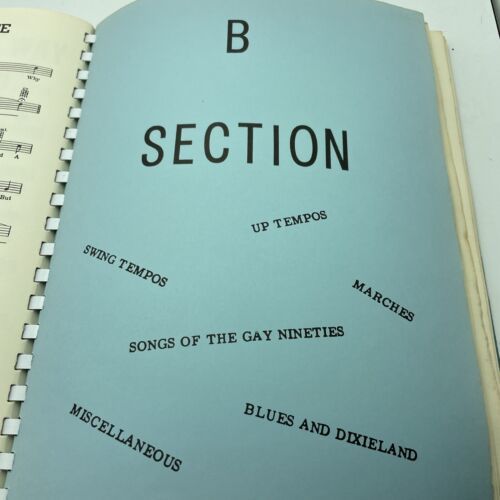 B
SECTION
UP TEMPOS
SWING TEMPOS
MARCHES
SONGS OF THE GAY NINETIES
MISCELLANEOUS
BLUES AND DIXIELAND
Why
A
But